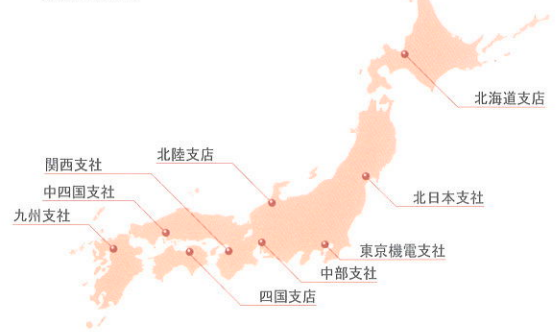 北海道支店
北陸支店
関西支社
中四国支社
北日本支社
九州支社
東京機電支社
中部支社
四国支店